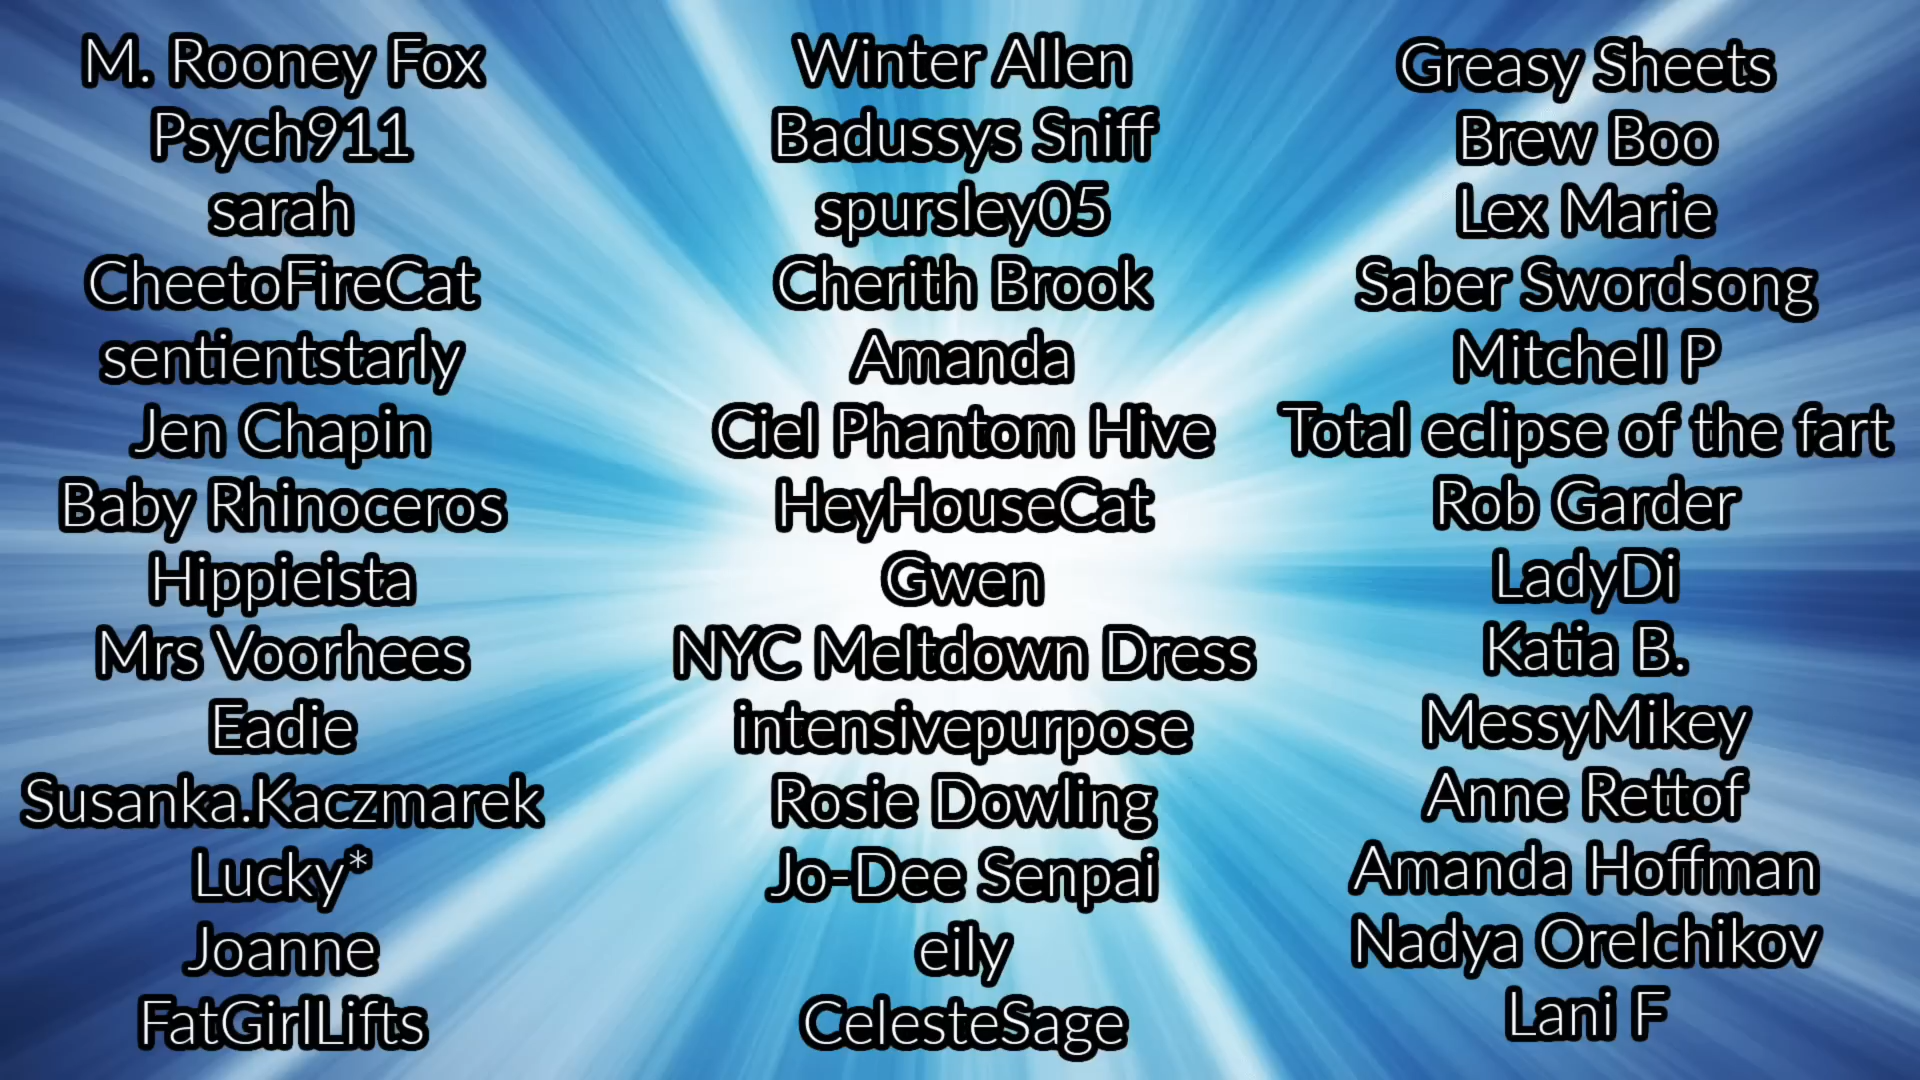 M. Rooney Fox
Psych911
sarah
CheetoFireCat
sentientstarly
Jen Chapin
Baby Rhinoceros
Hippieista
Mrs Voorhees
Eadie
Susanka.Kaczmarek
Lucky*
Joanne
FatGirlLifts
Winter Allen
Badussys Sniff
spursley05
Cherith Brook
Amanda
Ciel Phantom Hive
HeyHouseCat
Gwen
NYC Meltdown Dress
intensivepurpose
Rosie Dowling
Jo-Dee Senpai
eily
CelesteSage
Greasy Sheets
Brew Boo
Lex Marie
Saber Swordsong
Mitchell P
Total eclipse of the fart
Rob Garder
LadyDi
Katia B.
MessyMikey
Anne Rettof
Amanda Hoffman
Nadya Orelchikov
Lani F